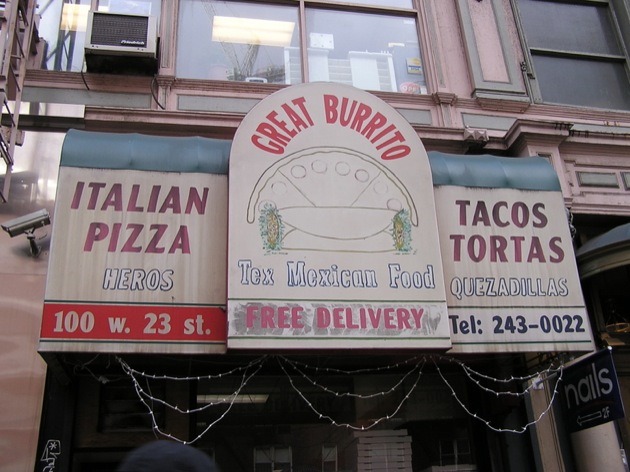 GREAT BURRITO
ITALIAN
PIZZA
HEROS
100 w. 23 st.
Tex Mexican Food
FREE DELIVERY
TACOS
TORTAS
QUEZADILLAS
Tel: 243-0022
nails
2F